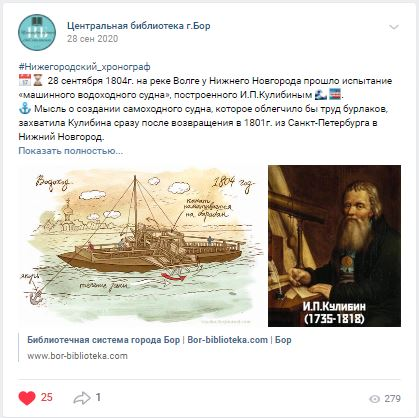 Центральная библиотека г.Бор
28 сен 2020
#Нижегородский_хронограф
28 сентября 1804г. на реке Волге у Нижнего Новгорода прошло испытание
«машинного водоходного судна», построенного И.П.Кулибиным
Мысль о создании самоходного судна, которое облегчило бы труд бурлаков,
захватила Кулибина сразу после возвращения в 1801г. из Санкт-Петербурга в
Нижний Новгород.
Показать полностью...
Водоход
1804 год.
канат
наматывается
на барабан
якорь
течение реки
И.П.КУЛИБИН
(1735-1818)
Библиотечная система города Бор | Bor-biblioteka.com | Бор
www.bor-biblioteka.com
25
1
279